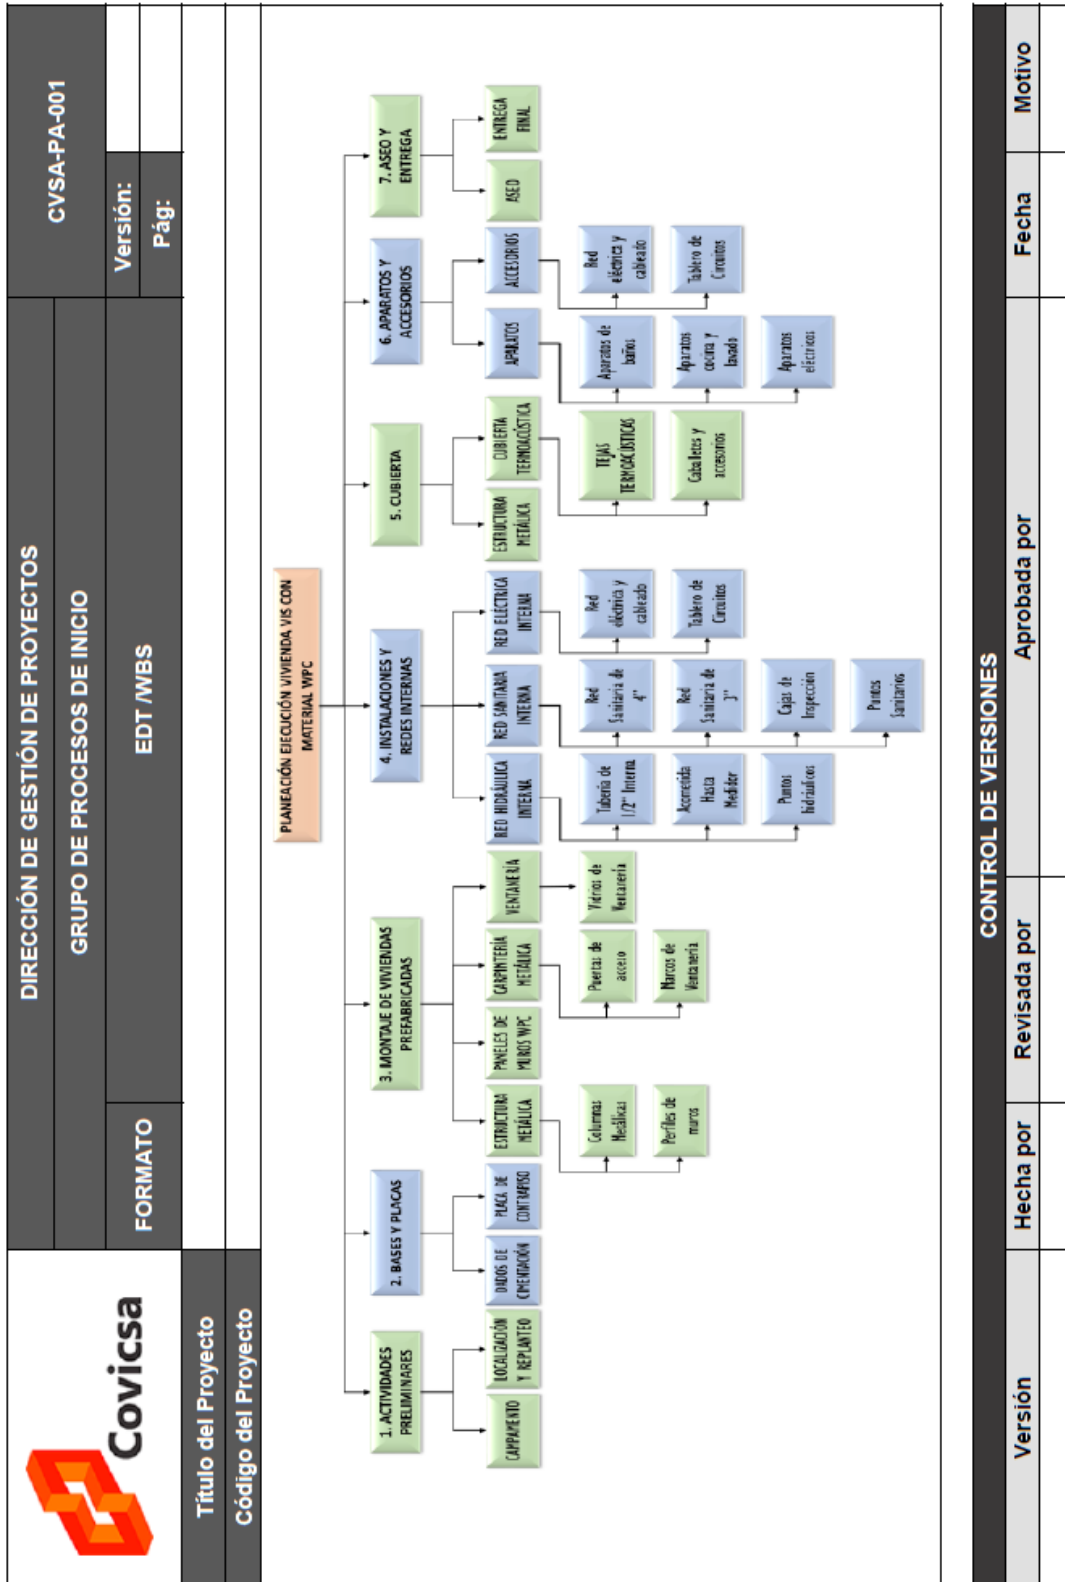 Covicsa
DIRECCIÓN DE GESTIÓN DE PROYECTOS
CVSA-PA-001
GRUPO DE PROCESOS DE INICIO
FORMATO
EDT /WBS
Versión:
Pág:
Título del Proyecto
Código del Proyecto
PLANEACIÓN EJECUCIÓN VIVIENDA VIS CON
MATERIAL WPC
1. ACTIVIDADES
PRELIMINARES
2. BASES Y PLACAS
3. MONTAJE DE VIVIENDAS
PREFABRICADAS
4. INSTALACIONES Y
REDES INTERNAS
5. CUBIERTA
6. APARATOS Y
ACCESORIOS
7. ASEO Y
ENTREGA
CAMPAMENTO
LOCALIZACIÓN
Y REPLANTEO
DADOS DE
CIMENTACIÓN
PLACA DE
CONTRAPISO
ESTRUCTURA
METÁLICA
PANELES DE
MUROS WPC
CARPINTERÍA
METÁLICA
VENTANERÍA
RED HIDRÁULICA
INTERNA
RED SANITARIA
INTERNA
RED ELÉCTRICA
INTERNA
ESTRUCTURA
METÁLICA
CUBIERTA
TERMOACÚSTICA
APARATOS
ACCESORIOS
ASEO
ENTREGA
FINAL
Columnas
Metálicas
Perfiles de
muros
Puertas de
acceso
Marcos de
Ventanería
Vidrios de
Ventanería
Tubería de
1/2" Interna
Acometida
Hasta
Medidor
Puntos
hidráulicos
Red
Sanitaria de
4"
Red
Sanitaria de
3"
Cajas de
Inspección
Puntos
Sanitarios
Red
eléctrica y
cableado
Tablero de
Circuitos
TEJAS
TERMOACÚSTICAS
Caballetes y
accesorios
Aparatos de
baños
Aparatos
cocina y
lavado
Aparatos
eléctricos
Red
eléctrica y
cableado
Tablero de
Circuitos
CONTROL DE VERSIONES
Versión
Hecha por
Revisada por
Aprobada por
Fecha
Motivo